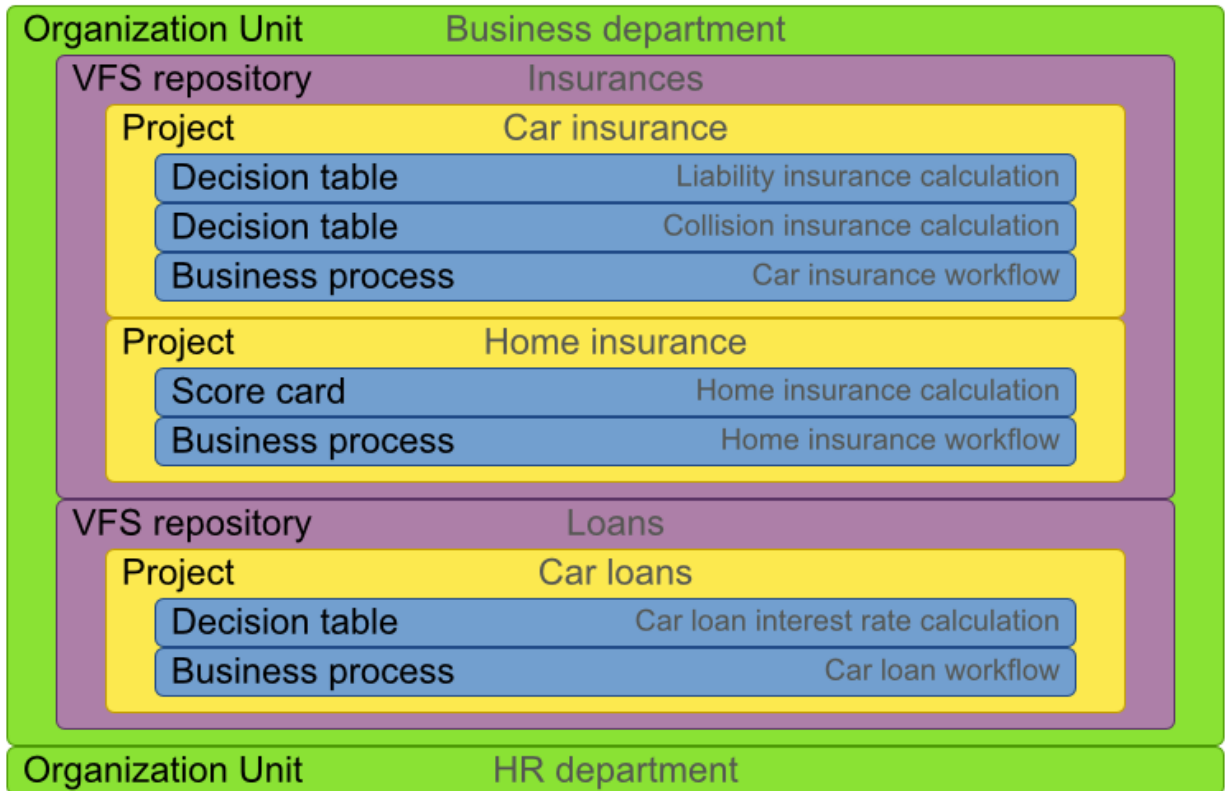 Organization Unit Business department
VFS repository Insurances
Project Car insurance
Decision table Liability insurance calculation
Decision table Collision insurance calculation
Business process Car insurance workflow
Project Home insurance
Score card Home insurance calculation
Business process Home insurance workflow
VFS repository Loans
Project Car loans
Decision table Car loan interest rate calculation
Business process Car loan workflow
Organization Unit HR department